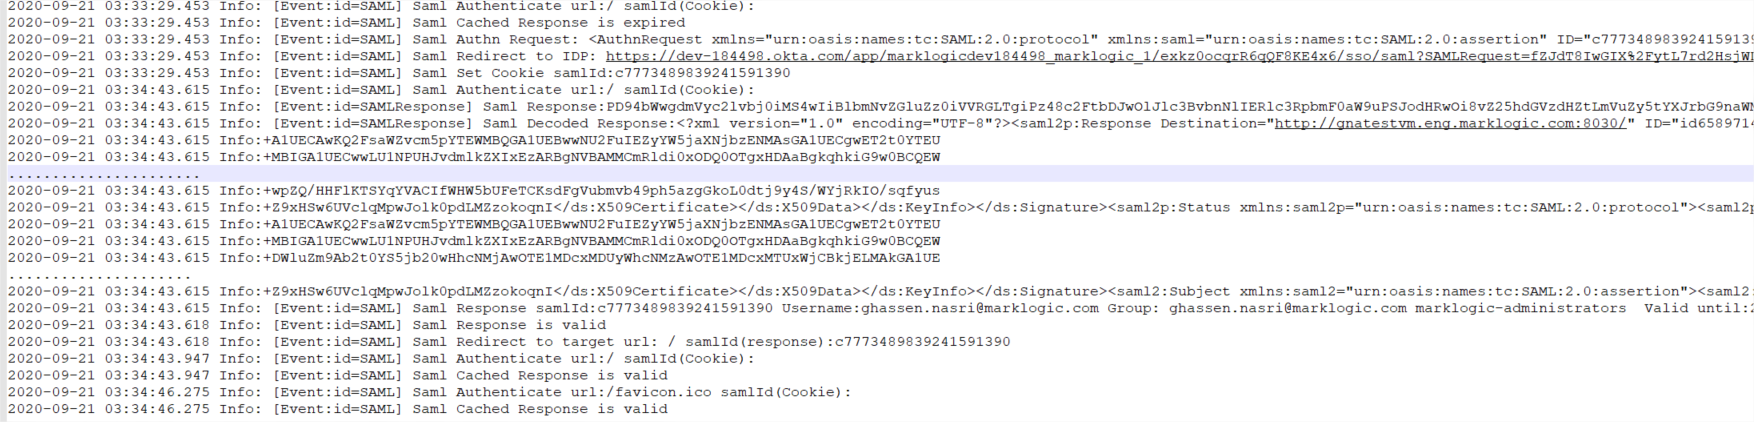 2020-09-21 03:33:29.453 Info: [Event:id=SAML] Saml Authenticate url:/ samlId(Cookie):
2020-09-21 03:33:29.453 Info: [Event:id=SAML] Saml Cached Response is expired
2020-09-21 03:33:29.453 Info: [Event:id=SAML] Saml Authn Request: <AuthnRequest xmlns="urn:oasis:names:tc:SAML:2.0:protocol" xmlns:saml="urn:oasis:names:tc:SAML:2.0:assertion" ID="c777348983924159139
2020-09-21 03:33:29.453 Info: [Event:id=SAML] Saml Redirect to IDP: https://dev-184498.okta.com/app/marklogicdev184498_marklogic_1/exkz0ocqrR6qQF8KE4x6/sso/saml?SAMLRequest=fZJdT8IwGIX%2FytL7rd2HsjW
2020-09-21 03:33:29.453 Info: [Event:id=SAML] Saml Set Cookie samlId:c7773489839241591390
2020-09-21 03:34:43.615 Info: [Event:id=SAML] Saml Authenticate url:/ samlId(Cookie):
2020-09-21 03:34:43.615 Info: [Event:id=SAMLResponse] Saml Response:PD94bWwgdmVyc2lvbj0iMS4wIiBlbmNvZGluZz0iVVRGLTgiPz48c2FtbDJwOlJlc3BvbnNlIERlc3RpbmF0aW9uPSJodHRwOi8vZ25hdGVzdHZtLmVuZy5tYXJrbG9naWM
2020-09-21 03:34:43.615 Info: [Event:id=SAMLResponse] Saml Decoded Response:<?xml version="1.0" encoding="UTF-8"?><saml2p:Response Destination="http://gnatestvm.eng.marklogic.com:8030/" ID="id6589714
2020-09-21 03:34:43.615 Info:+A1UECAwKQ2FsaWZvcm5pYTEWMBQGA1UEBwwNU2FuIEZyYW5jaXNjbzENMAsGA1UECgwET2t0YTEU
2020-09-21 03:34:43.615 Info:+MBIGA1UECwwLU1NPUHJvdmlkZXIxEzARBgNVBAMMCmRldi0xODQ0OTgxHDAaBgkqhkiG9w0BCQEW
......................
2020-09-21 03:34:43.615 Info:+wpZQ/HHFlKTSYqYVACIfWHW5bUFeTCKsdFgVubmvb49ph5azgGkoL0dtj9y4S/WYjRkIO/sqfyus
2020-09-21 03:34:43.615 Info:+Z9xHSw6UVclqMpwJolk0pdLMZzokoqnI</ds:X509Certificate></ds:X509Data></ds:KeyInfo></ds:Signature><saml2p:Status xmlns:saml2p="urn:oasis:names:tc:SAML:2.0:protocol"><saml2p
2020-09-21 03:34:43.615 Info:+A1UECAwKQ2FsaWZvcm5pYTEWMBQGA1UEBwwNU2FuIEZyYW5jaXNjbzENMAsGA1UECgwET2t0YTEU
2020-09-21 03:34:43.615 Info:+MBIGA1UECwwLU1NPUHJvdmlkZXIxEzARBgNVBAMMCmRldi0xODQ0OTgxHDAaBgkqhkiG9w0BCQEW
2020-09-21 03:34:43.615 Info:+DWluZm9Ab2t0YS5jb20wHhcNMjAwOTE1MDcxMDUyWhcNMzAwOTE1MDcxMTUxWjCBkjELMAkGA1UE
.....................
2020-09-21 03:34:43.615 Info:+Z9xHSw6UVclqMpwJolk0pdLMZzokoqnI</ds:X509Certificate></ds:X509Data></ds:KeyInfo></ds:Signature><saml2:Subject xmlns:saml2="urn:oasis:names:tc:SAML:2.0:assertion"><saml2:
2020-09-21 03:34:43.615 Info: [Event:id=SAML] Saml Response samlId:c7773489839241591390 Username:ghassen.nasri@marklogic.com Group: ghassen.nasri@marklogic.com marklogic-administrators  Valid until:2
2020-09-21 03:34:43.618 Info: [Event:id=SAML] Saml Response is valid
2020-09-21 03:34:43.618 Info: [Event:id=SAML] Saml Redirect to target url: / samlId(response):c7773489839241591390
2020-09-21 03:34:43.947 Info: [Event:id=SAML] Saml Authenticate url:/ samlId(Cookie):
2020-09-21 03:34:43.947 Info: [Event:id=SAML] Saml Cached Response is valid
2020-09-21 03:34:46.275 Info: [Event:id=SAML] Saml Authenticate url:/favicon.ico samlId(Cookie):
2020-09-21 03:34:46.275 Info: [Event:id=SAML] Saml Cached Response is valid